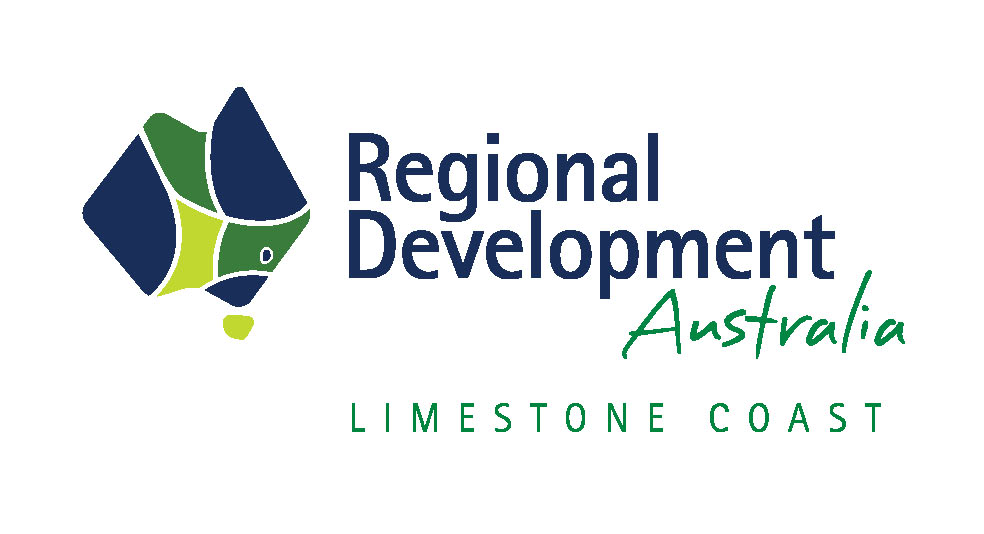 Regional
Development
Australia
LIMESTONE COAST